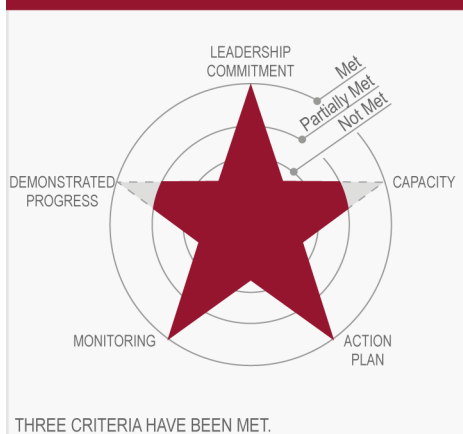 LEADERSHIP
COMMITMENT
Met
Partially Met
Not Met
DEMONSTRATED
PROGRESS
CAPACITY
MONITORING
ACTION
PLAN
THREE CRITERIA HAVE BEEN MET.